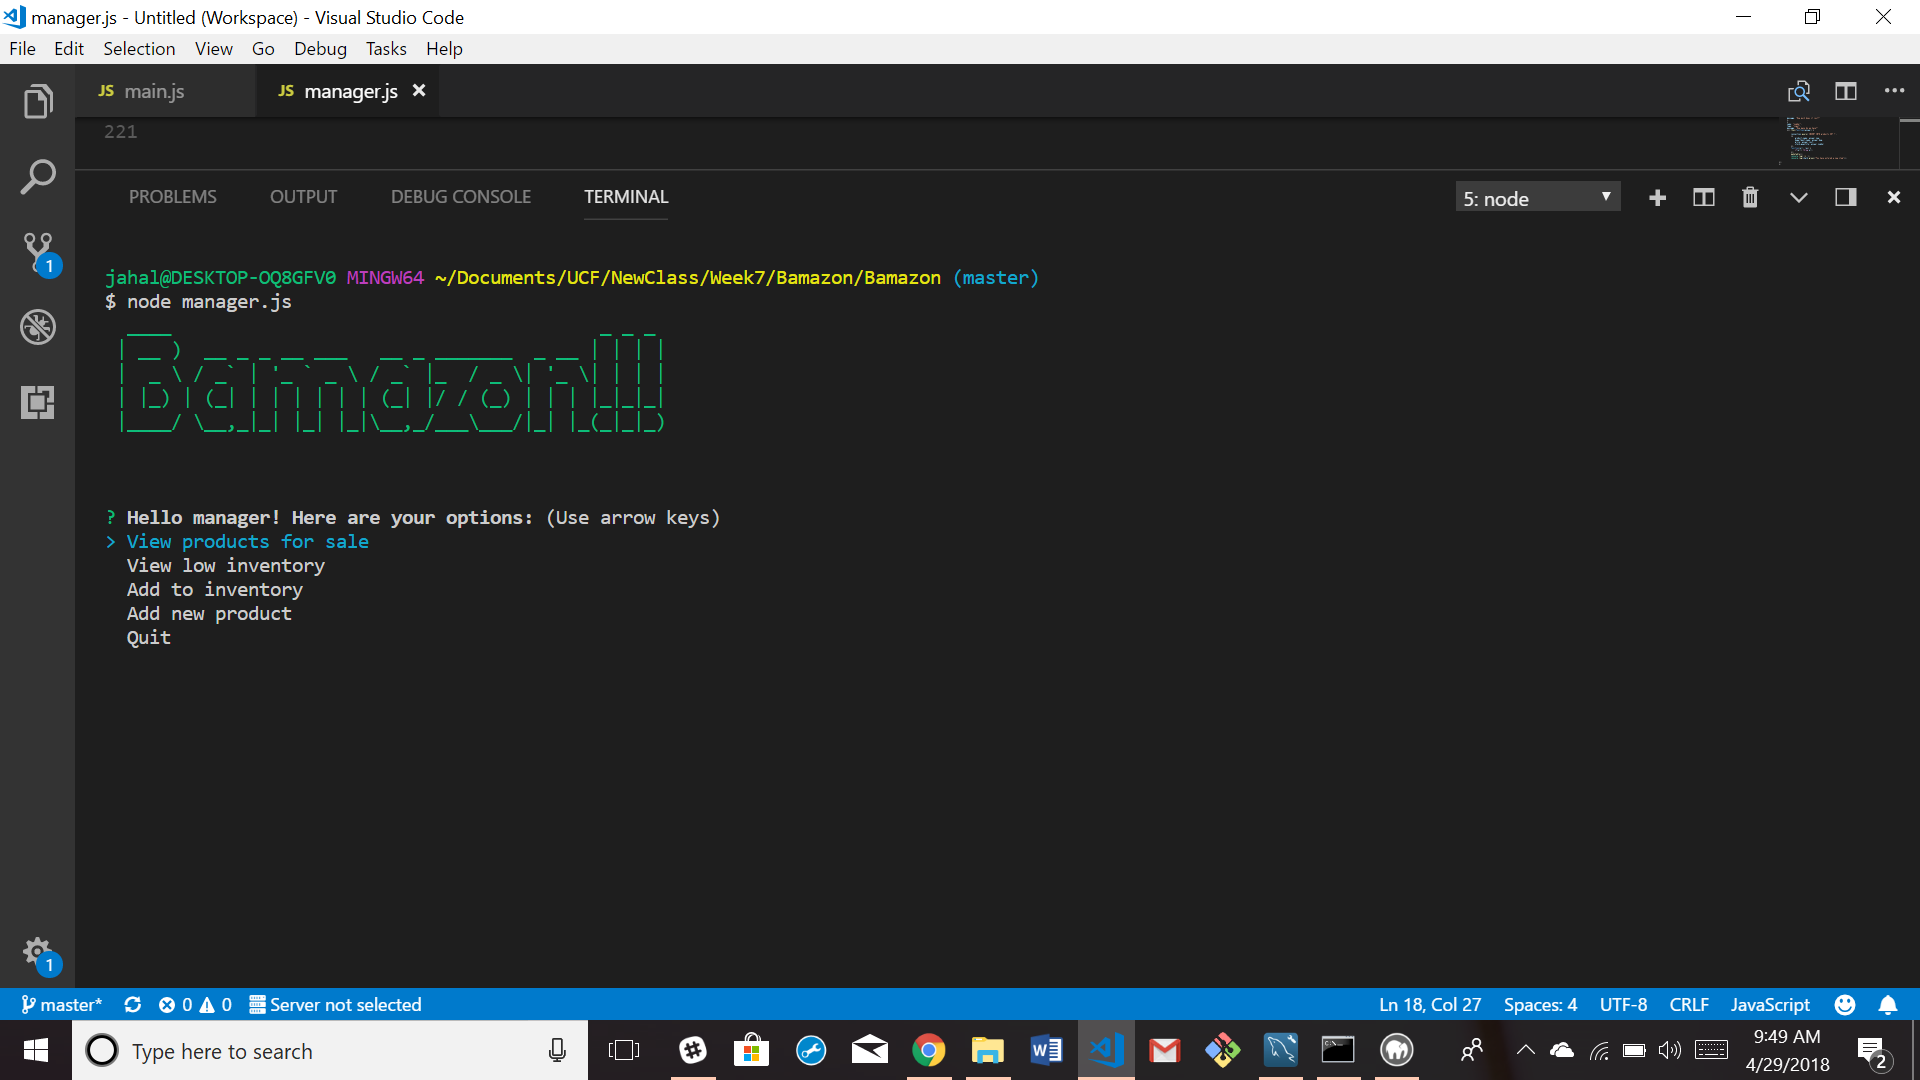 manager.js - Untitled (Workspace) - Visual Studio Code
File Edit Selection View Go Debug Tasks Help
JS main.js JS manager.js
221
PROBLEMS OUTPUT DEBUG CONSOLE TERMINAL 5: node
jahal@DESKTOP-OQ8GFV0 MINGW64 ~/Documents/UCF/NewClass/Week7/Bamazon/Bamazon (master)
$ node manager.js
Bamazon!!
? Hello manager! Here are your options: (Use arrow keys)
> View products for sale
View low inventory
Add to inventory
Add new product
Quit
1
1
master* 0 0 Server not selected Ln 18, Col 27 Spaces: 4 UTF-8 CRLF JavaScript
Type here to search
9:49 AM
4/29/2018
2